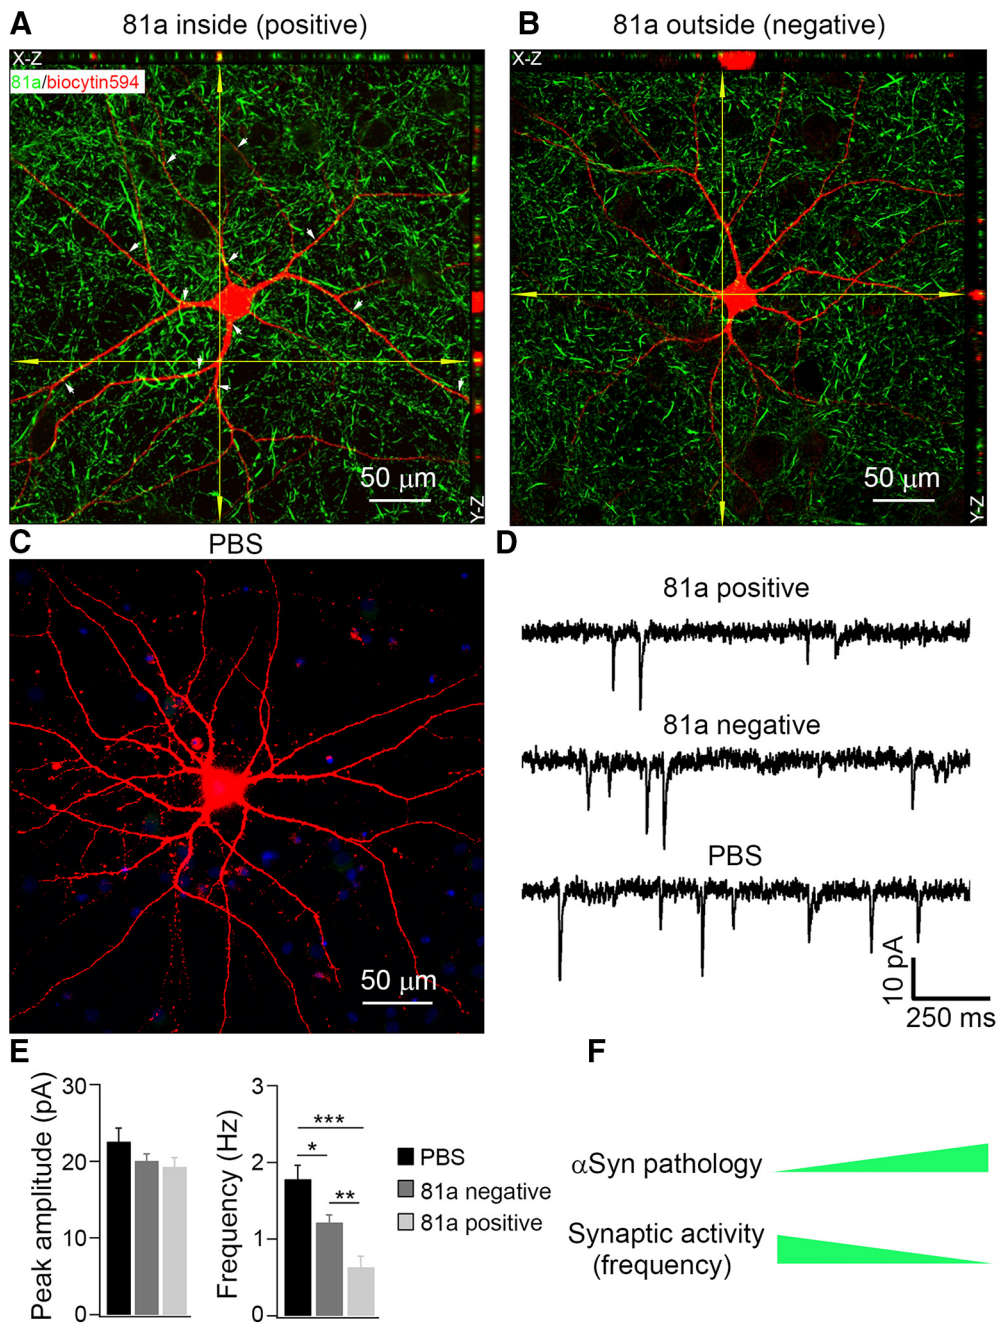 A
81a inside (positive)
B
81a outside (negative)
X-Z
81a/biocytin594
50 μm
Y-Z
X-Z
50 μm
Y-Z
C
PBS
50 μm
D
81a positive
81a negative
PBS
10 pA
250 ms
E
Peak amplitude (pA)
30
20
10
0
Frequency (Hz)
3
2
1
0
***
*
**
PBS
81a negative
81a positive
F
αSyn pathology
Synaptic activity
(frequency)